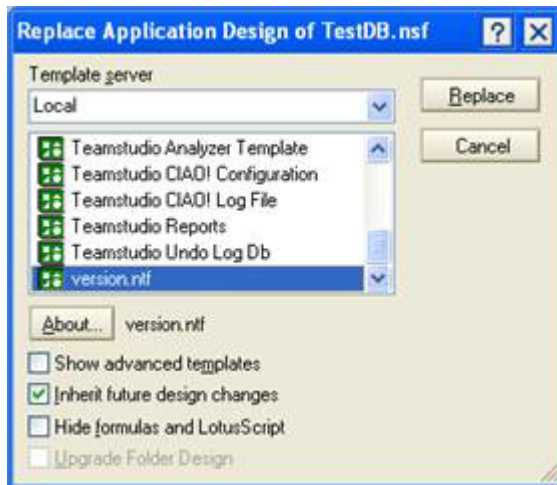 Replace Application Design of TestDB.nsf
Template server
Local
Replace
Cancel
Teamstudio Analyzer Template
Teamstudio CIAO! Configuration
Teamstudio CIAO! Log File
Teamstudio Reports
Teamstudio Undo Log Db
version.ntf
About... version.ntf
Show advanced templates
Inherit future design changes
Hide formulas and LotusScript
Upgrade Folder Design